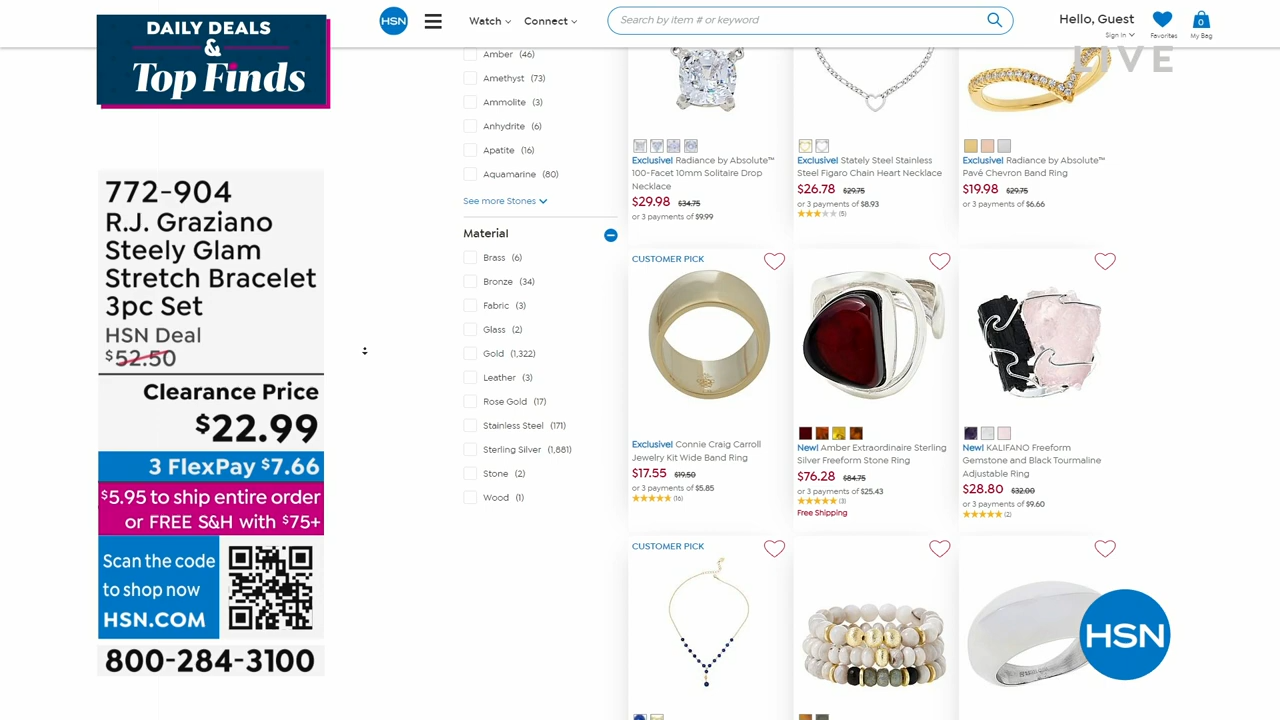 DAILY DEALS
&
Top Finds
HSN
Watch
Connect
Search by item # or keyword
Hello, Guest
Sign In
Favorites
0
My Bag
LIVE
772-904
R.J. Graziano
Steely Glam
Stretch Bracelet
3pc Set
HSN Deal
$52.50
Clearance Price
$22.99
3 FlexPay $7.66
$5.95 to ship entire order
or FREE S&H with $75+
Scan the code
to shop now
HSN.COM
800-284-3100
Amber (46)
Amethyst (73)
Ammolite (3)
Anhydrite (6)
Apatite (16)
Aquamarine (80)
See more Stones
Material
Brass (6)
Bronze (34)
Fabric (3)
Glass (2)
Gold (1,322)
Leather (3)
Rose Gold (17)
Stainless Steel (171)
Sterling Silver (1,881)
Stone (2)
Wood (1)
Exclusive! Radiance by Absolute™
100-Facet 10mm Solitaire Drop
Necklace
$29.98 $34.75
or 3 payments of $9.99
Exclusive! Stately Steel Stainless
Steel Figaro Chain Heart Necklace
$26.78 $29.75
or 3 payments of $8.93
(5)
Exclusive! Radiance by Absolute™
Pavé Chevron Band Ring
$19.98 $29.75
or 3 payments of $6.66
CUSTOMER PICK
Exclusive! Connie Craig Carroll
Jewelry Kit Wide Band Ring
$17.55 $19.50
or 3 payments of $5.85
(16)
New! Amber Extraordinaire Sterling
Silver Freeform Stone Ring
$76.28 $84.75
or 3 payments of $25.43
(3)
Free Shipping
New! KALIFANO Freeform
Gemstone and Black Tourmaline
Adjustable Ring
$28.80 $32.00
or 3 payments of $9.60
(2)
CUSTOMER PICK
HSN